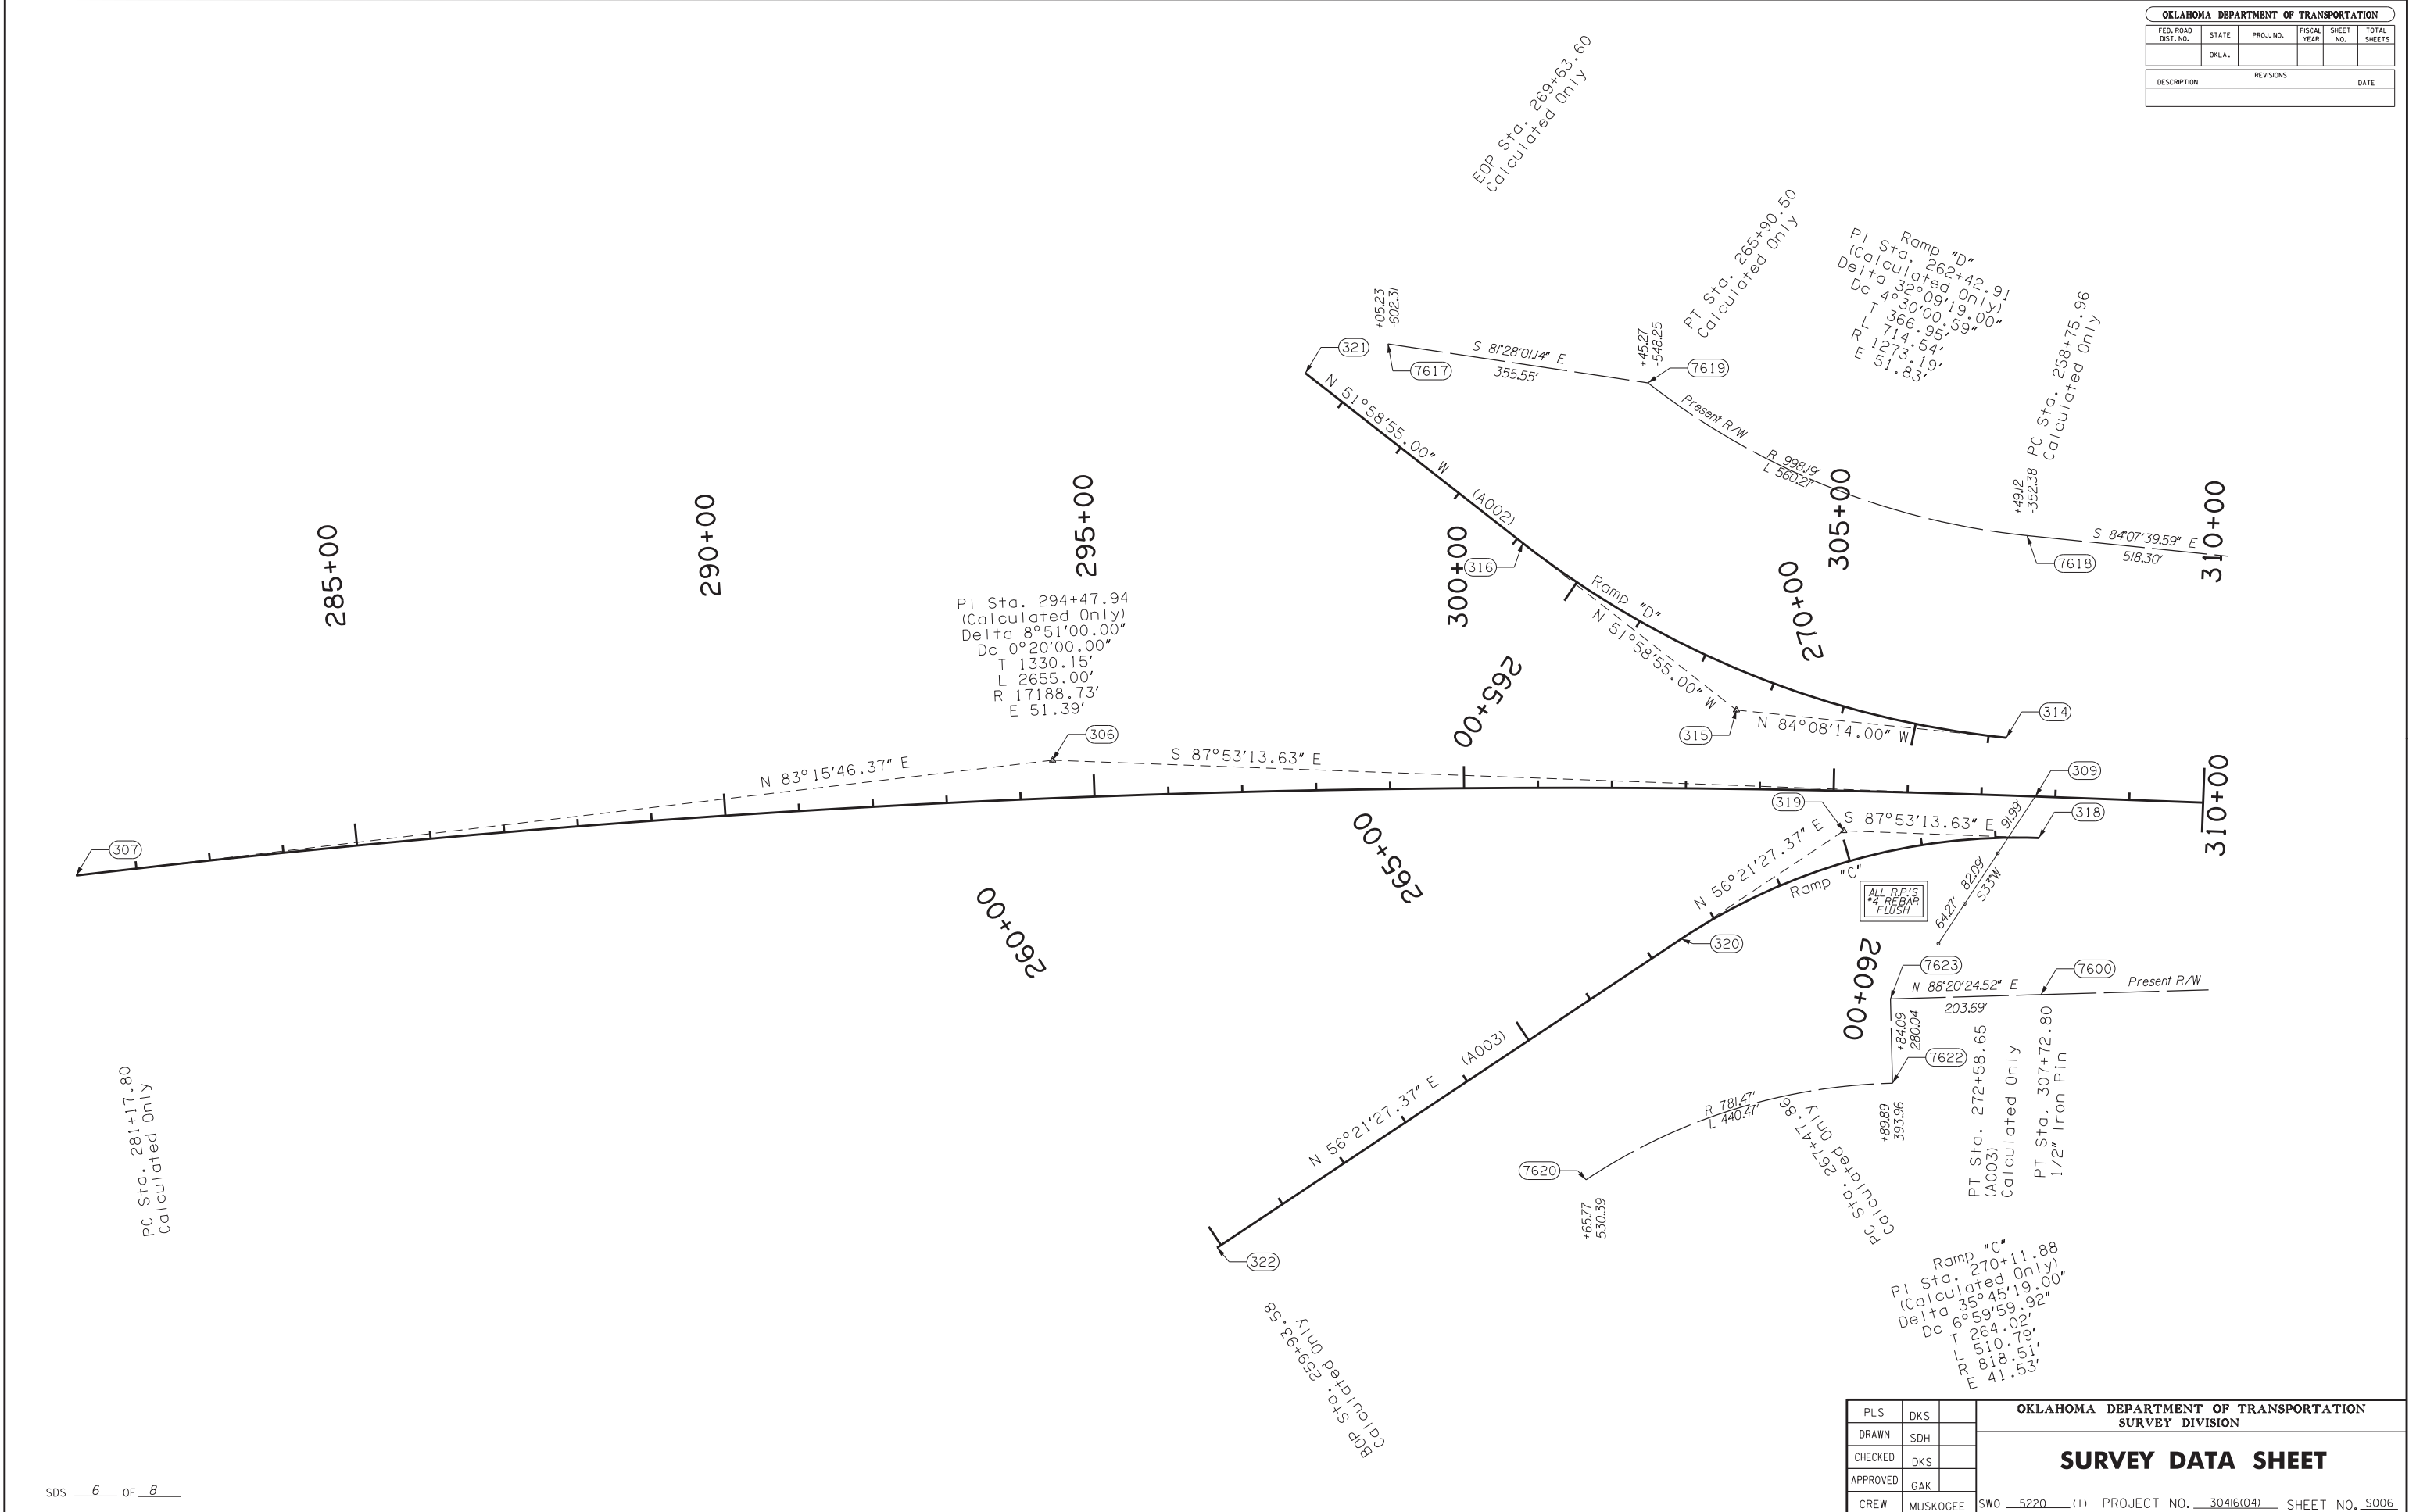 OKLAHOMA DEPARTMENT OF TRANSPORTATION
FED. ROAD DIST. NO.
STATE
PROJ. NO.
FISCAL YEAR
SHEET NO.
TOTAL SHEETS
OKLA.
REVISIONS
DESCRIPTION
DATE
EOP Sta. 269+63.60
Calculated Only
PT Sta. 265+90.50
Calculated Only
Ramp "D"
PI Sta. 262+42.91
(Calculated Only)
Delta 32°09'19.00"
Dc 4°30'00.59"
T 366.95'
L 714.54'
R 1273.19'
E 51.83'
PC Sta. 258+75.96
Calculated Only
+05.23
-602.31
+45.27
-548.25
+49.12
-352.38
321
7617
S 81°28'01.14" E
355.55'
7619
Present R/W
R 998.19'
L 560.21'
7618
S 84°07'39.59" E
518.30'
N 51°58'55.00" W
(A002)
316
Ramp "D"
N 51°58'55.00" W
315
N 84°08'14.00" W
314
285+00
290+00
295+00
300+00
305+00
310+00
265+00
270+00
PI Sta. 294+47.94
(Calculated Only)
Delta 8°51'00.00"
Dc 0°20'00.00"
T 1330.15'
L 2655.00'
R 17188.73'
E 51.39'
306
N 83°15'46.37" E
S 87°53'13.63" E
307
309
319
S 87°53'13.63" E
318
91.99'
82.09'
S33°W
64.27'
310+00
N 56°21'27.37" E
Ramp "C"
ALL R.P.'S
#4 REBAR
FLUSH
320
260+00
265+00
260+00
7623
N 88°20'24.52" E
203.69'
7600
Present R/W
+84.09
280.04
7622
+89.89
393.96
R 781.47'
L 440.47'
7620
+65.77
530.39
(A003)
N 56°21'27.37" E
322
PC Sta. 281+17.80
Calculated Only
PC Sta. 267+47.86
Calculated Only
PT Sta. 272+58.65
(A003)
Calculated Only
PT Sta. 307+72.80
1/2" Iron Pin
Ramp "C"
PI Sta. 270+11.88
(Calculated Only)
Delta 35°45'19.00"
Dc 6°59'59.92"
T 264.02'
L 510.79'
R 818.51'
E 41.53'
BOP Sta. 259+93.58
Calculated Only
SDS 6 OF 8
PLS DKS
DRAWN SDH
CHECKED DKS
APPROVED GAK
CREW MUSKOGEE
OKLAHOMA DEPARTMENT OF TRANSPORTATION
SURVEY DIVISION
SURVEY DATA SHEET
SWO 5220 (1) PROJECT NO. 30416(04) SHEET NO. S006